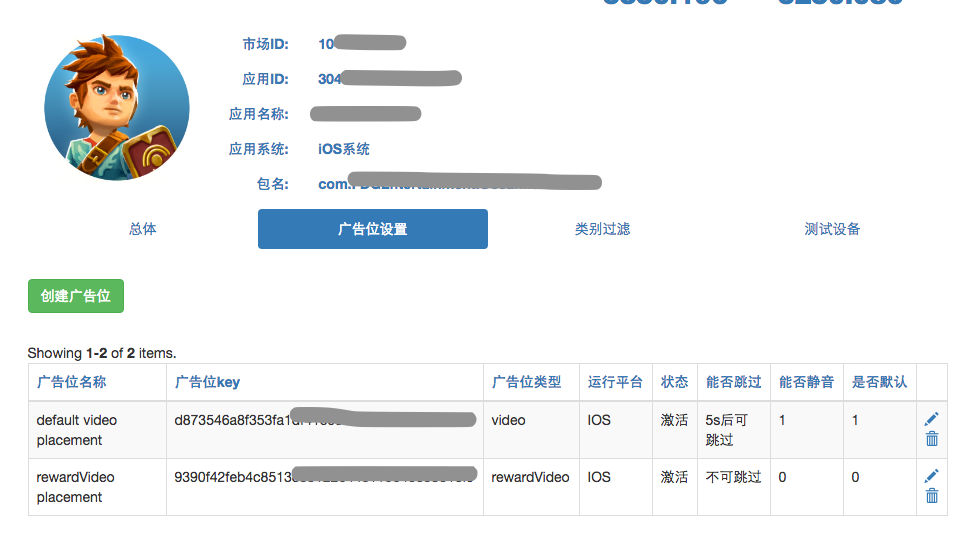 市场ID: 10
应用ID: 304
应用名称:
应用系统: iOS系统
包名: com.
总体 广告位设置 类别过滤 测试设备
创建广告位
Showing 1-2 of 2 items.
广告位名称 广告位key 广告位类型 运行平台 状态 能否跳过 能否静音 是否默认
default video d873546a8f353fa1 video IOS 激活 5s后可 1 1
placement 跳过
rewardVideo 9390f42feb4c8513 rewardVideo IOS 激活 不可跳过 0 0
placement